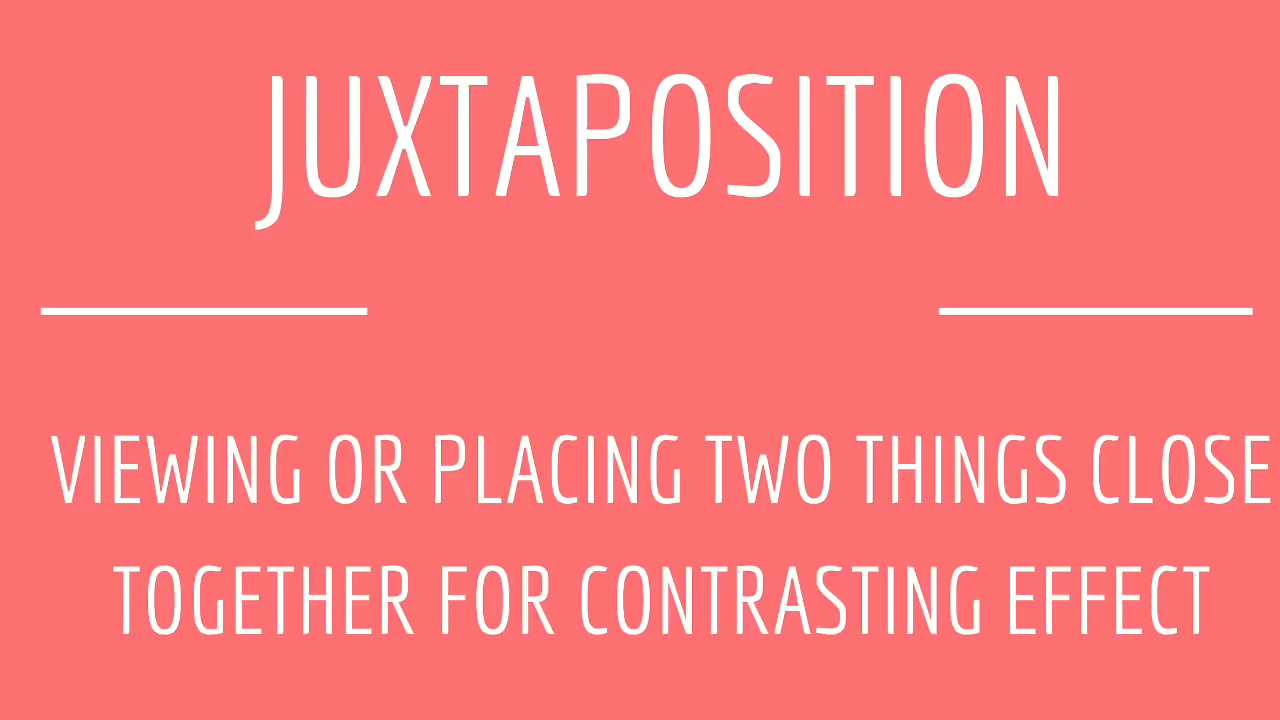 JUXTAPOSITION
VIEWING OR PLACING TWO THINGS CLOSE
TOGETHER FOR CONTRASTING EFFECT